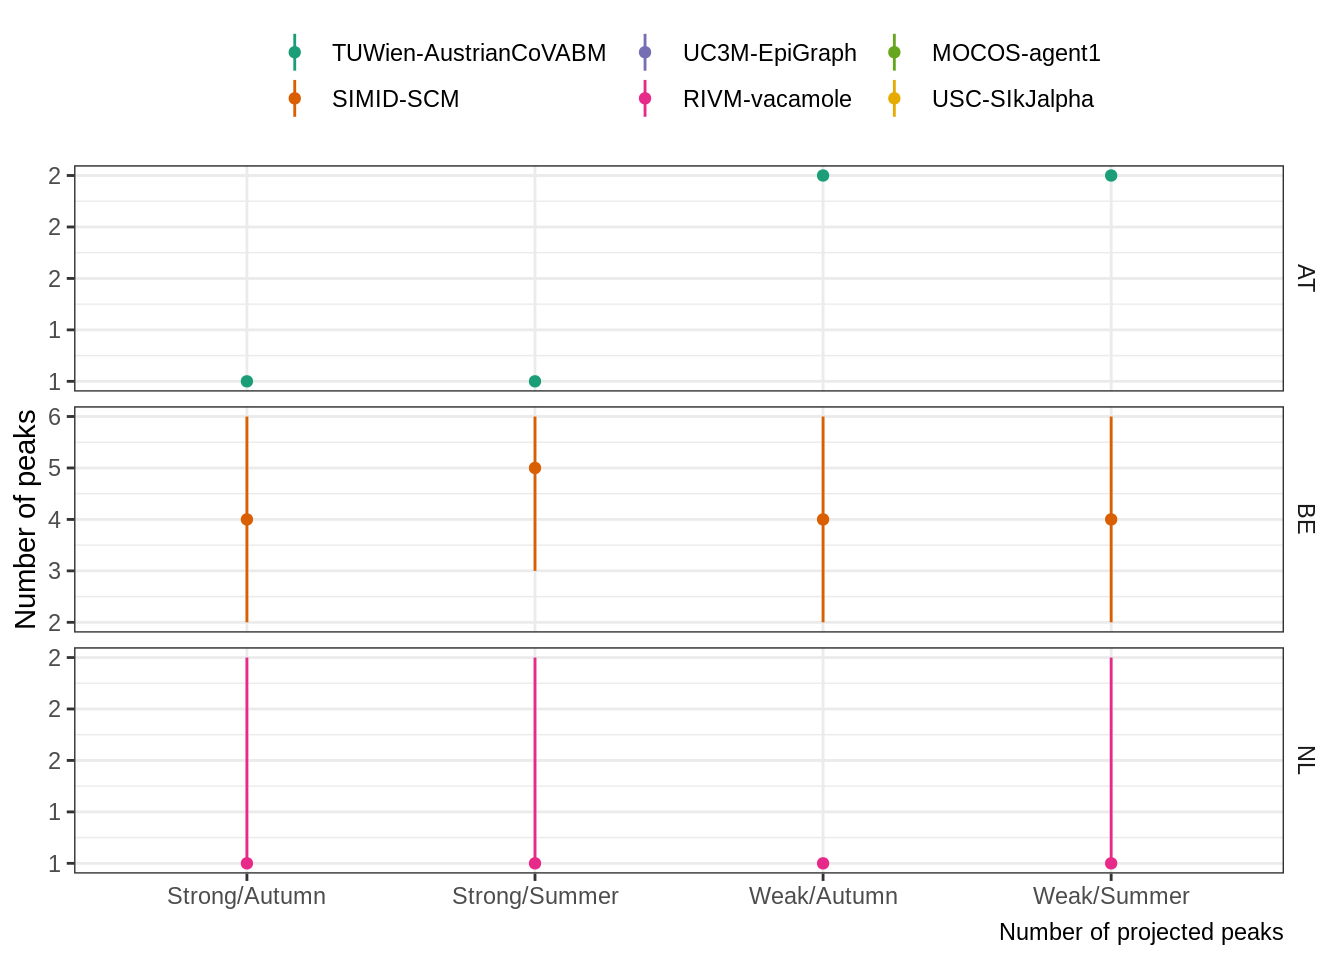 TUWien-AustrianCoVABM UC3M-EpiGraph MOCOS-agent1
SIMID-SCM RIVM-vacamole USC-SIkJalpha
Number of peaks
2
2
2
1
1
AT
6
5
4
3
2
BE
2
2
2
1
1
NL
Strong/Autumn Strong/Summer Weak/Autumn Weak/Summer
Number of projected peaks